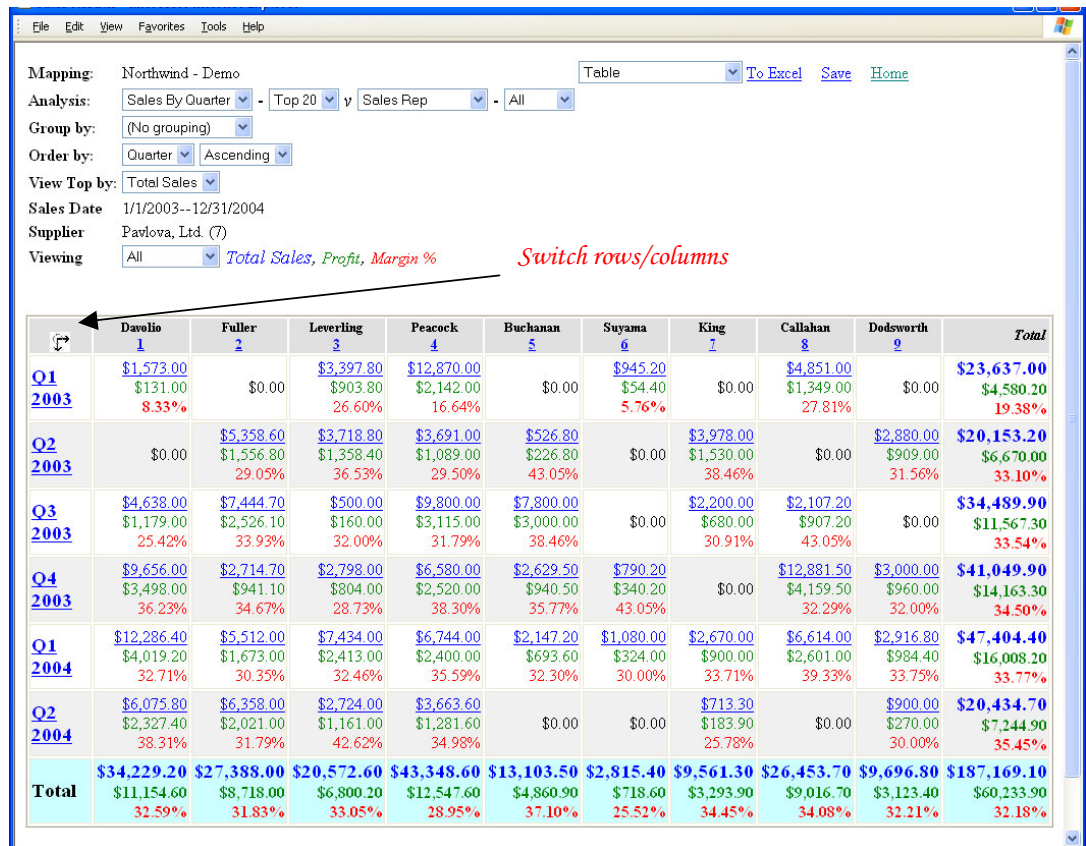 File Edit View Favorites Tools Help
Mapping: Northwind - Demo Table To Excel Save Home
Analysis: Sales By Quarter - Top 20 v Sales Rep - All
Group by: (No grouping)
Order by: Quarter Ascending
View Top by: Total Sales
Sales Date 1/1/2003--12/31/2004
Supplier Pavlova, Ltd. (7)
Viewing All Total Sales, Profit, Margin %
Switch rows/columns
Davolio Fuller Leverling Peacock Buchanan Suyama King Callahan Dodsworth Total
1 2 3 4 5 6 7 8 9
Q1 2003
$1,573.00 $3,397.80 $12,870.00 $945.20 $4,851.00 $23,637.00
$131.00 $0.00 $903.80 $2,142.00 $0.00 $54.40 $0.00 $1,349.00 $0.00 $4,580.20
8.33% 26.60% 16.64% 5.76% 27.81% 19.38%
Q2 2003
$5,358.60 $3,718.80 $3,691.00 $526.80 $3,978.00 $2,880.00 $20,153.20
$0.00 $1,556.80 $1,358.40 $1,089.00 $226.80 $0.00 $1,530.00 $0.00 $909.00 $6,670.00
29.05% 36.53% 29.50% 43.05% 38.46% 31.56% 33.10%
Q3 2003
$4,638.00 $7,444.70 $500.00 $9,800.00 $7,800.00 $2,200.00 $2,107.20 $34,489.90
$1,179.00 $2,526.10 $160.00 $3,115.00 $3,000.00 $0.00 $680.00 $907.20 $0.00 $11,567.30
25.42% 33.93% 32.00% 31.79% 38.46% 30.91% 43.05% 33.54%
Q4 2003
$9,656.00 $2,714.70 $2,798.00 $6,580.00 $2,629.50 $790.20 $12,881.50 $3,000.00 $41,049.90
$3,498.00 $941.10 $804.00 $2,520.00 $940.50 $340.20 $0.00 $4,159.50 $960.00 $14,163.30
36.23% 34.67% 28.73% 38.30% 35.77% 43.05% 32.29% 32.00% 34.50%
Q1 2004
$12,286.40 $5,512.00 $7,434.00 $6,744.00 $2,147.20 $1,080.00 $2,670.00 $6,614.00 $2,916.80 $47,404.40
$4,019.20 $1,673.00 $2,413.00 $2,400.00 $693.60 $324.00 $900.00 $2,601.00 $984.40 $16,008.20
32.71% 30.35% 32.46% 35.59% 32.30% 30.00% 33.71% 39.33% 33.75% 33.77%
Q2 2004
$6,075.80 $6,358.00 $2,724.00 $3,663.60 $713.30 $900.00 $20,434.70
$2,327.40 $2,021.00 $1,161.00 $1,281.60 $0.00 $0.00 $183.90 $0.00 $270.00 $7,244.90
38.31% 31.79% 42.62% 34.98% 25.78% 30.00% 35.45%
Total
$34,229.20 $27,388.00 $20,572.60 $43,348.60 $13,103.50 $2,815.40 $9,561.30 $26,453.70 $9,696.80 $187,169.10
$11,154.60 $8,718.00 $6,800.20 $12,547.60 $4,860.90 $718.60 $3,293.90 $9,016.70 $3,123.40 $60,233.90
32.59% 31.83% 33.05% 28.95% 37.10% 25.52% 34.45% 34.08% 32.21% 32.18%